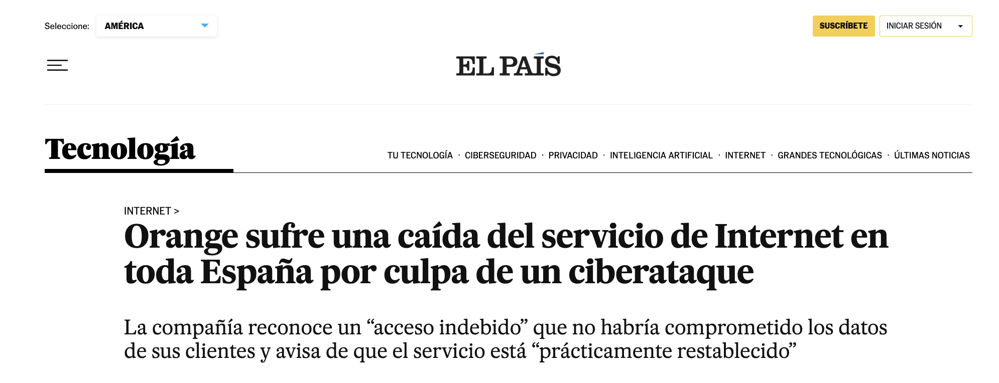 Seleccione: AMÉRICA SUSCRÍBETE INICIAR SESIÓN
EL PAÍS
Tecnología
TU TECNOLOGÍA · CIBERSEGURIDAD · PRIVACIDAD · INTELIGENCIA ARTIFICIAL · INTERNET · GRANDES TECNOLÓGICAS · ÚLTIMAS NOTICIAS
INTERNET >
Orange sufre una caída del servicio de Internet en
toda España por culpa de un ciberataque
La compañía reconoce un “acceso indebido” que no habría comprometido los datos
de sus clientes y avisa de que el servicio está “prácticamente restablecido”